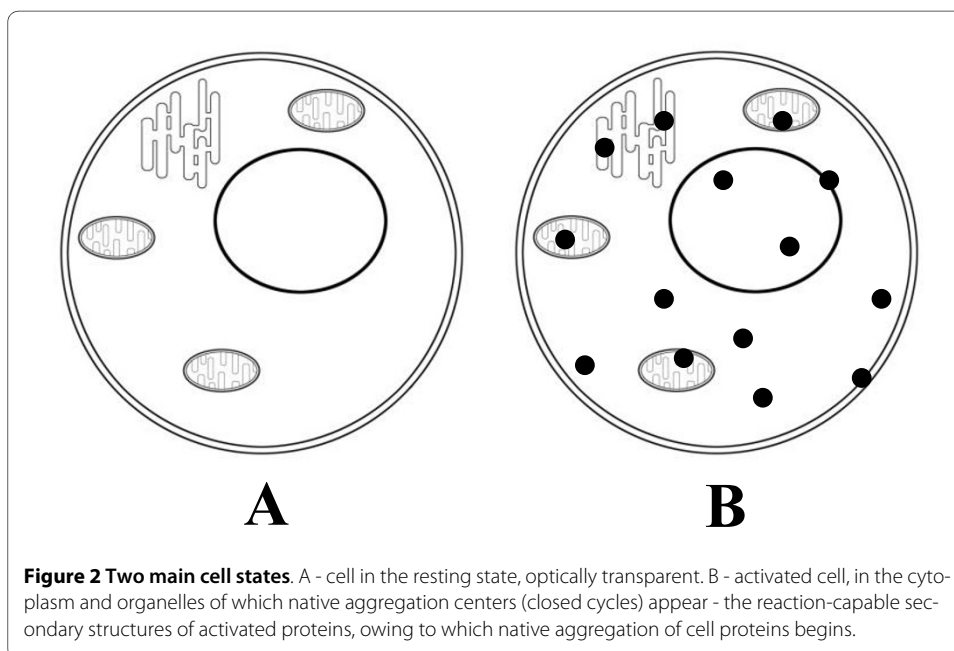 A
B
Figure 2 Two main cell states. A - cell in the resting state, optically transparent. B - activated cell, in the cyto-
plasm and organelles of which native aggregation centers (closed cycles) appear - the reaction-capable sec-
ondary structures of activated proteins, owing to which native aggregation of cell proteins begins.